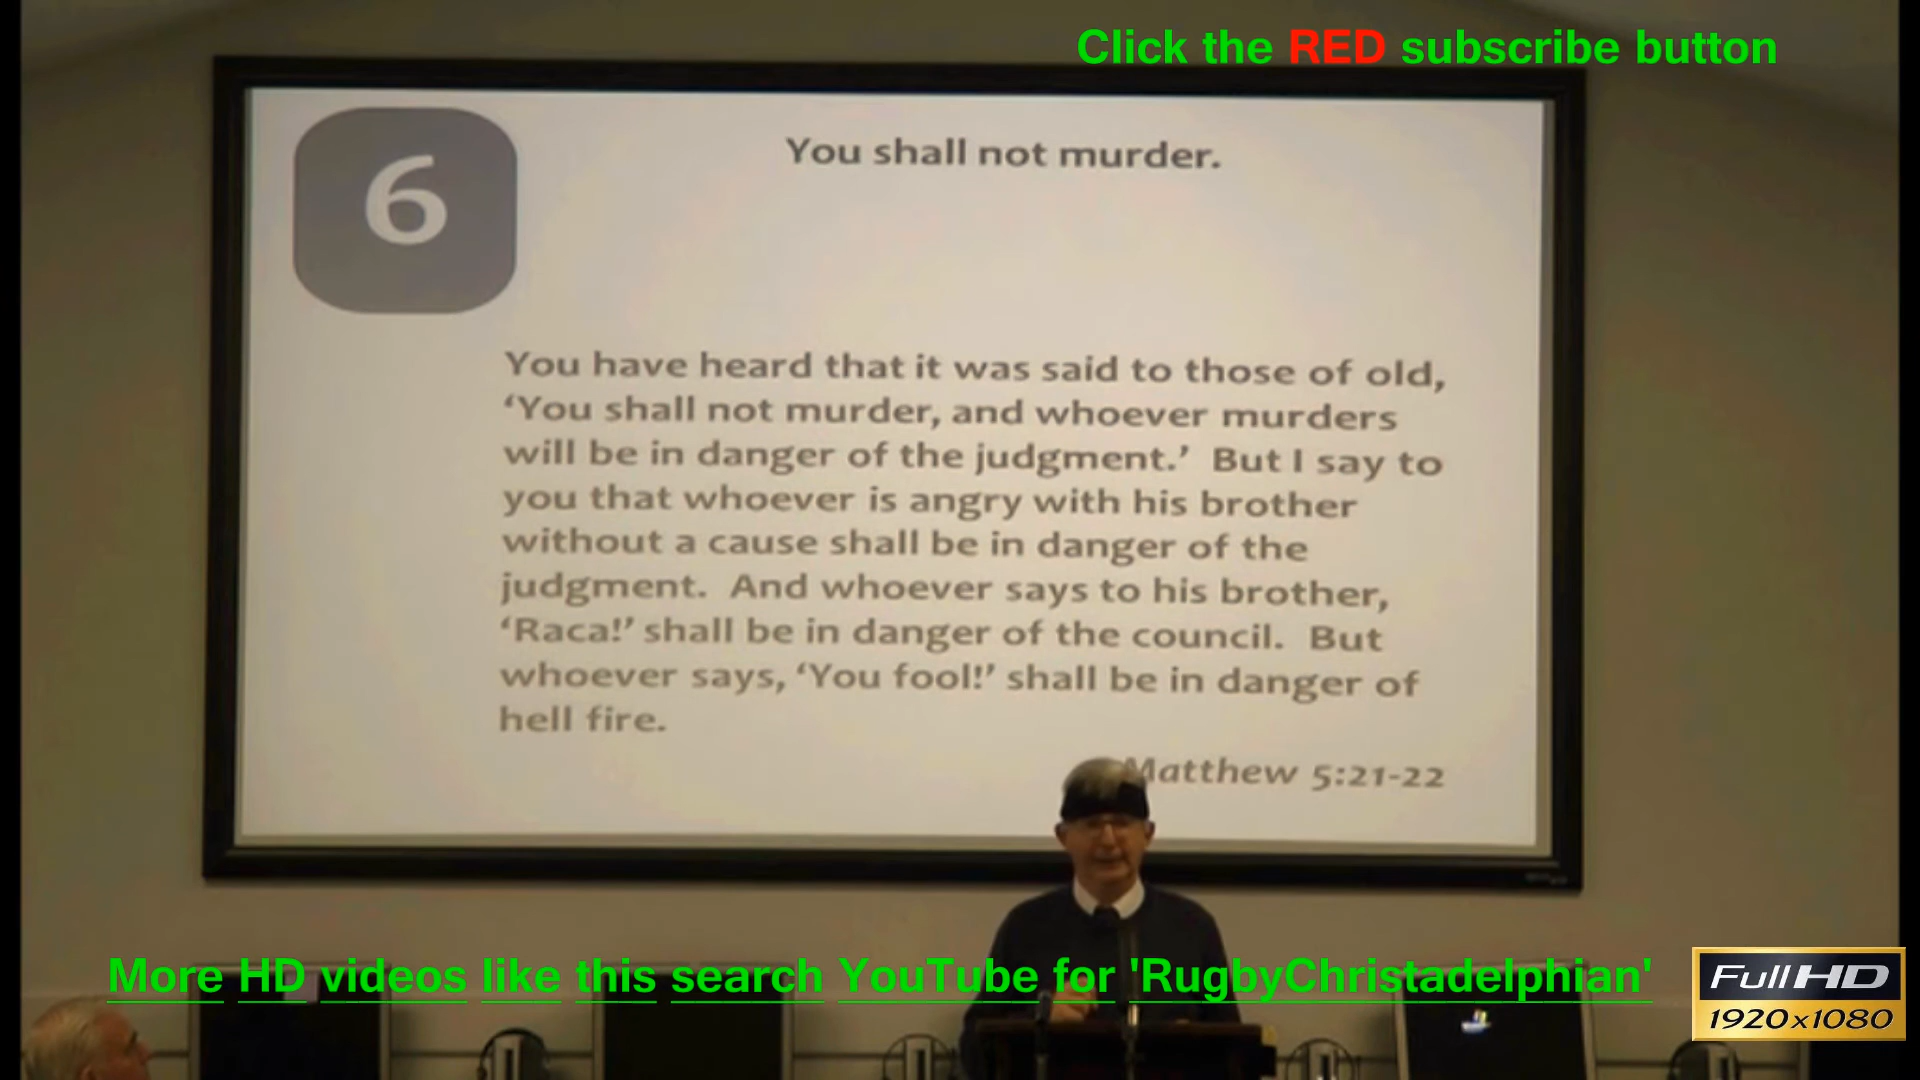 Click the RED subscribe button
6
You shall not murder.
You have heard that it was said to those of old,
‘You shall not murder, and whoever murders
will be in danger of the judgment.’ But I say to
you that whoever is angry with his brother
without a cause shall be in danger of the
judgment. And whoever says to his brother,
‘Raca!’ shall be in danger of the council. But
whoever says, ‘You fool!’ shall be in danger of
hell fire.
Matthew 5:21-22
More HD videos like this search YouTube for 'RugbyChristadelphian'
Full HD
1920x1080